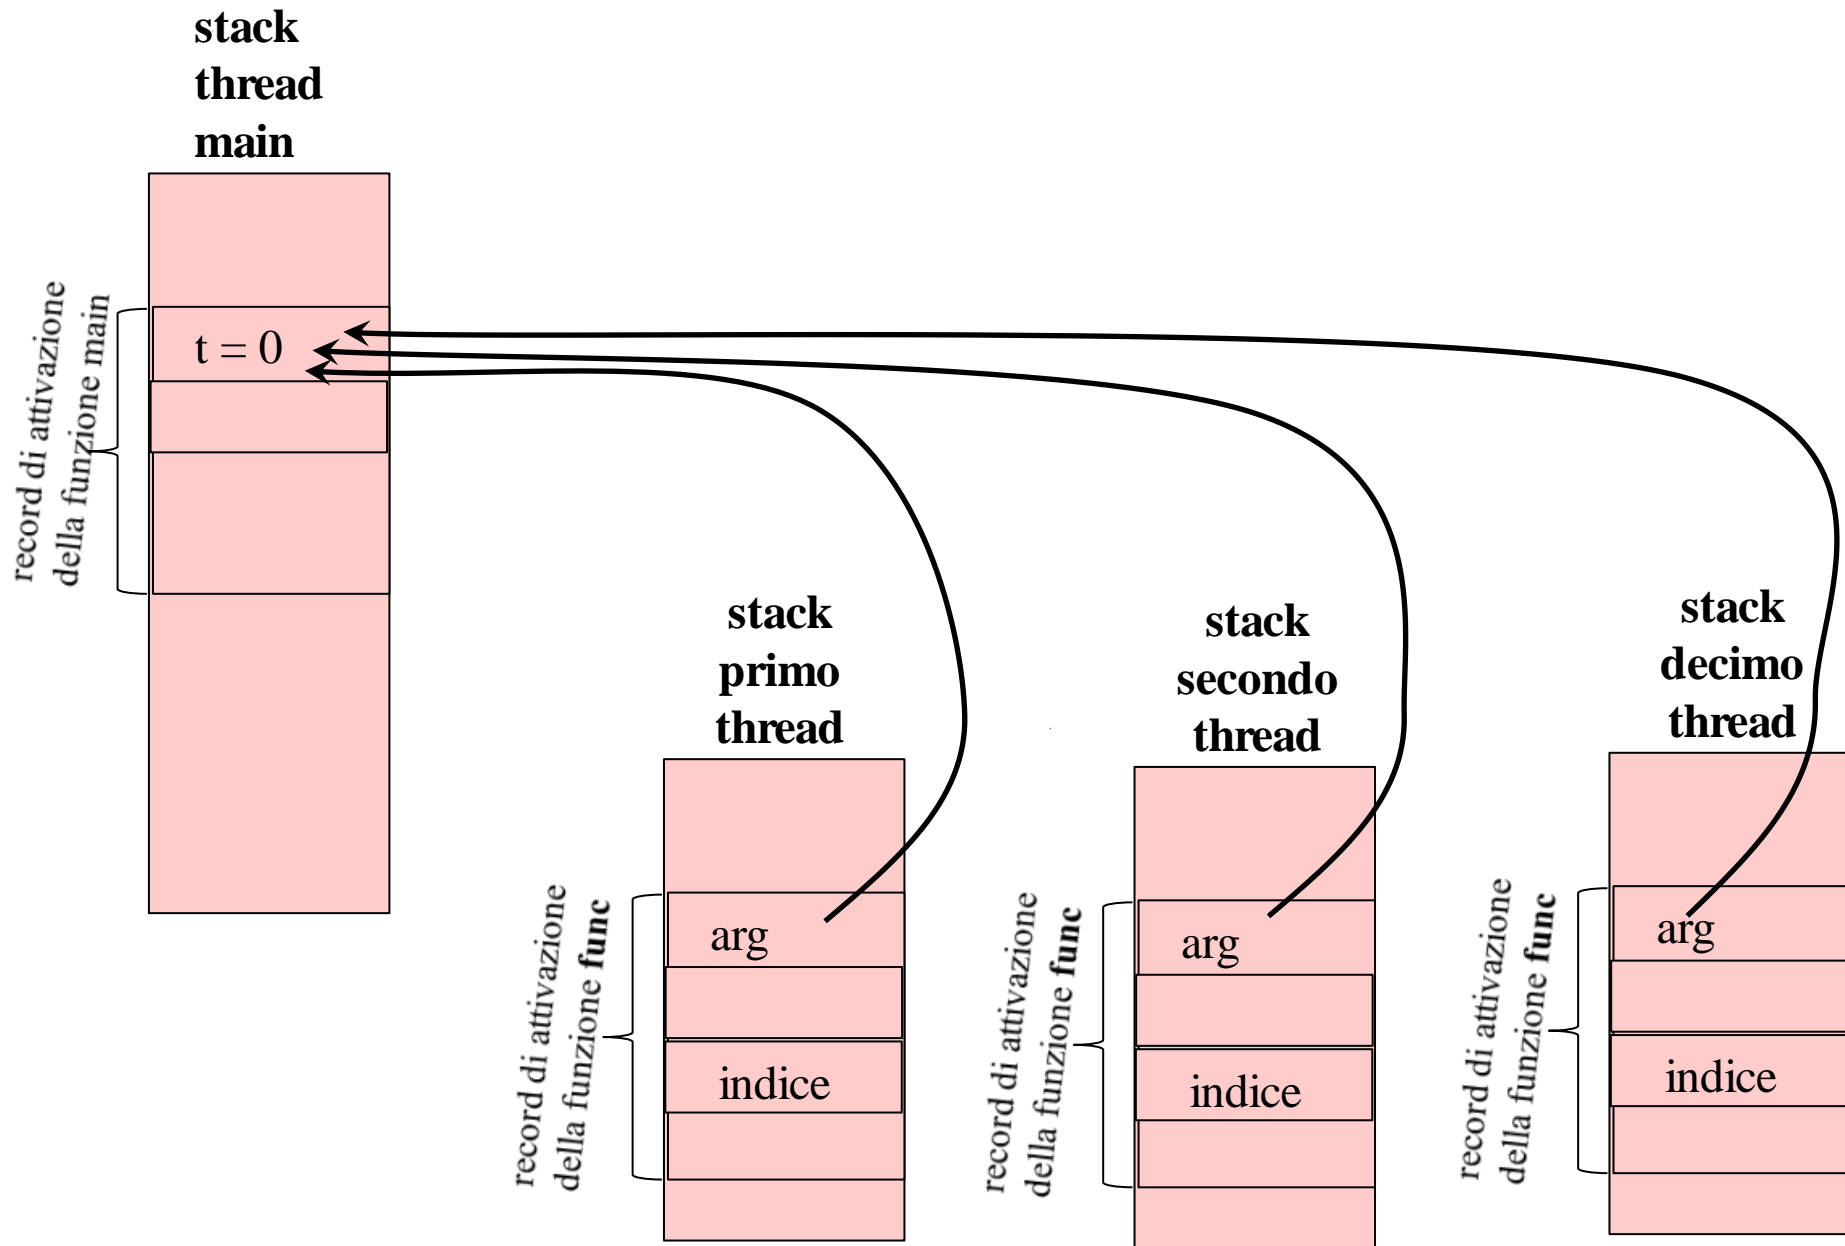 stack
thread
main
record di attivazione
della funzione main
t = 0
stack
primo
thread
record di attivazione
della funzione func
arg
indice
stack
secondo
thread
record di attivazione
della funzione func
arg
indice
stack
decimo
thread
record di attivazione
della funzione func
arg
indice